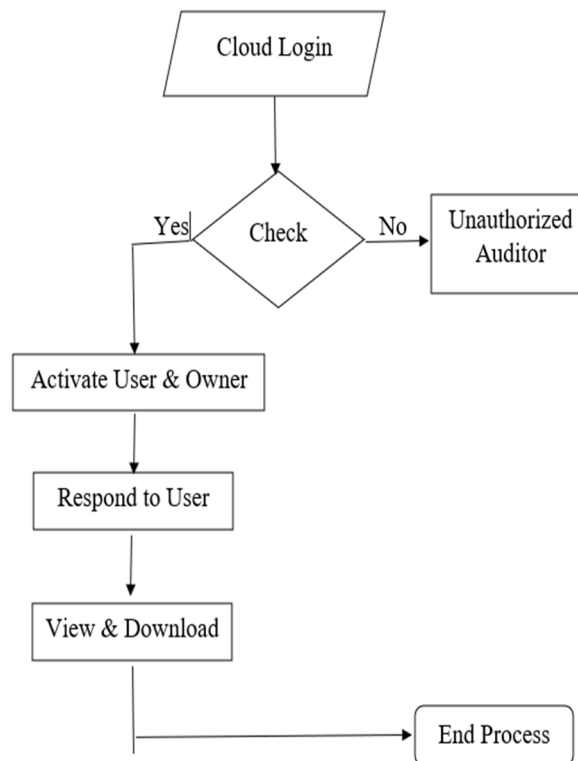 Cloud Login
Yes
Check
No
Unauthorized
Auditor
Activate User & Owner
Respond to User
View & Download
End Process